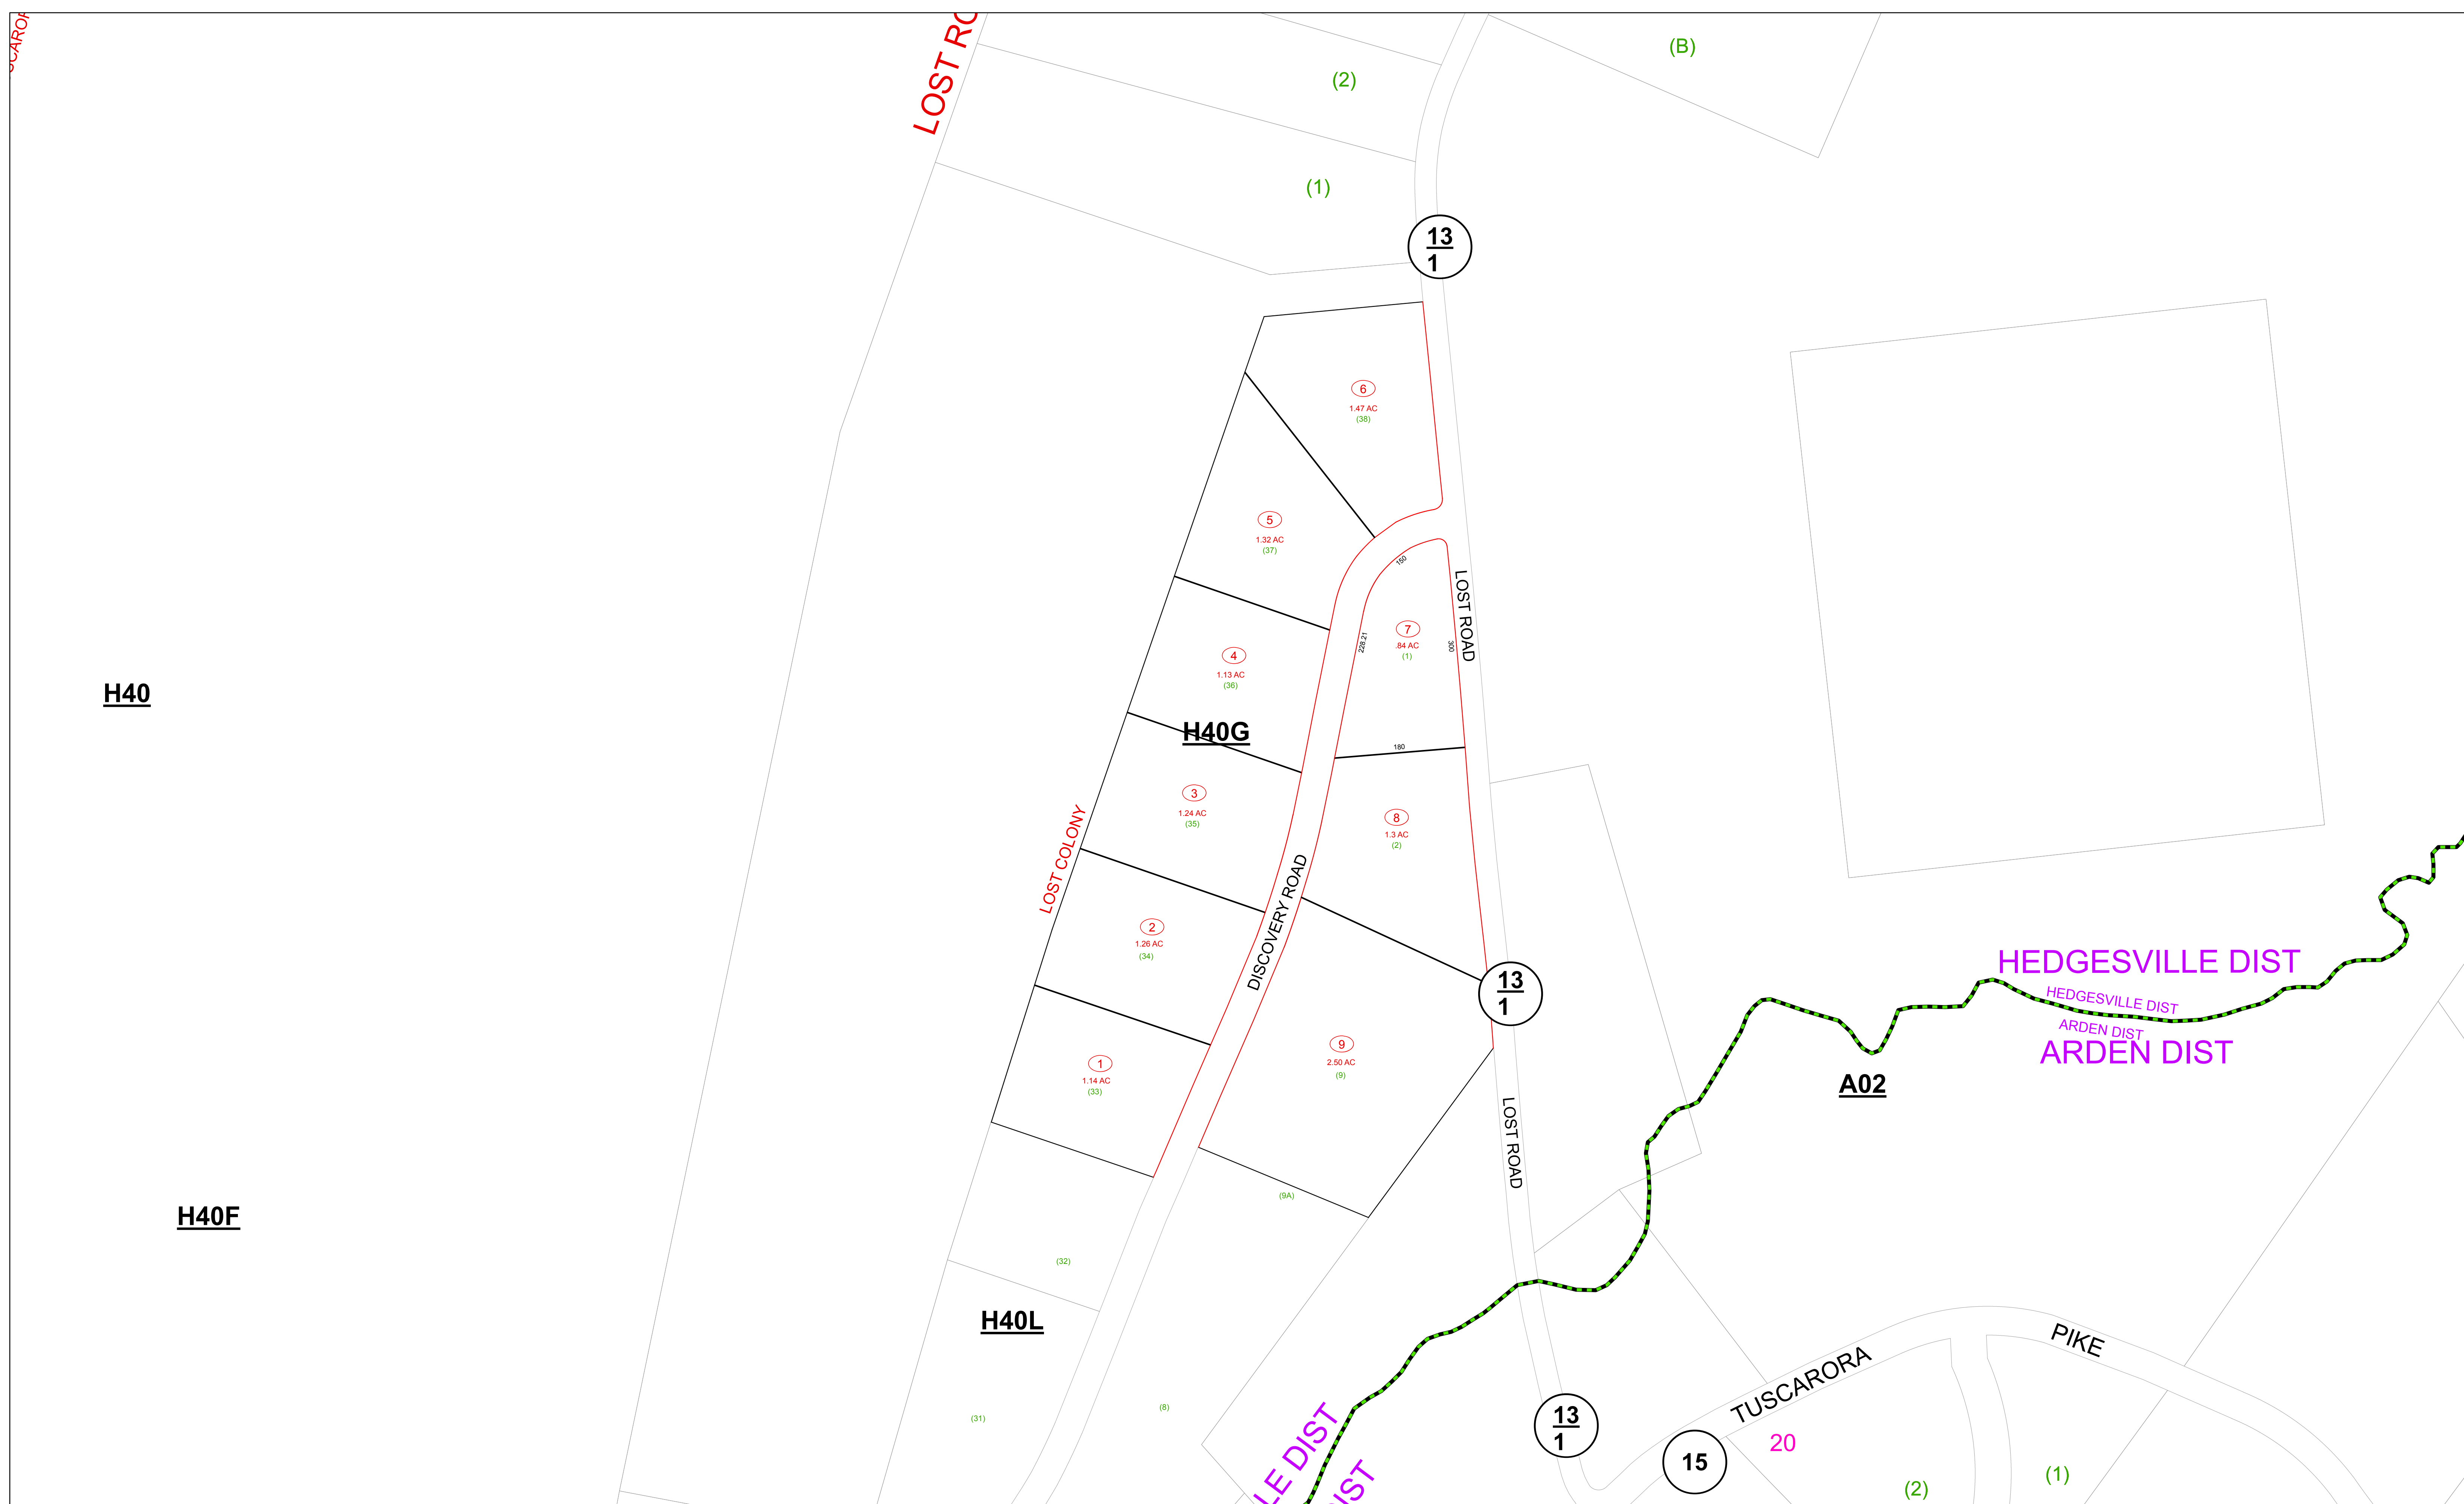 LOST RO
(B)
(2)
(1)
13
1
6
1.47 AC
(38)
5
1.32 AC
(37)
150
LOST ROAD
7
.84 AC
(1)
228.21
300
4
1.13 AC
(36)
H40
H40G
180
3
1.24 AC
(35)
8
1.3 AC
(2)
LOST COLONY
DISCOVERY ROAD
2
1.26 AC
(34)
13
1
HEDGESVILLE DIST
HEDGESVILLE DIST
ARDEN DIST
ARDEN DIST
A02
9
2.50 AC
(9)
1
1.14 AC
(33)
LOST ROAD
(9A)
H40F
(32)
H40L
PIKE
TUSCARORA
(8)
(31)
13
1
20
15
LE DIST
DIST
(1)
(2)